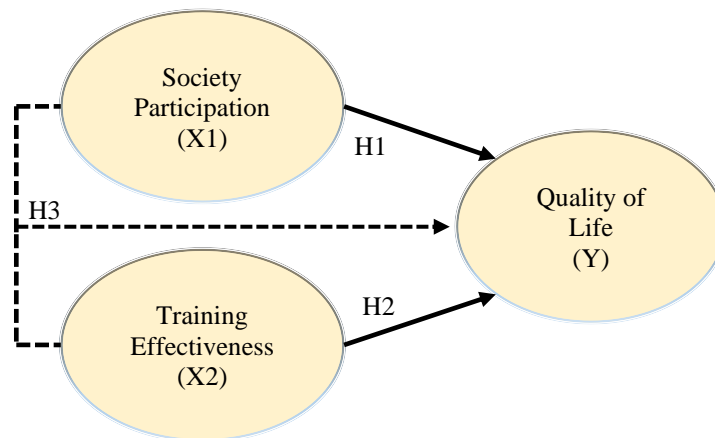 Society
Participation
(X1)
H1
Quality of
Life
(Y)
H3
Training
Effectiveness
(X2)
H2